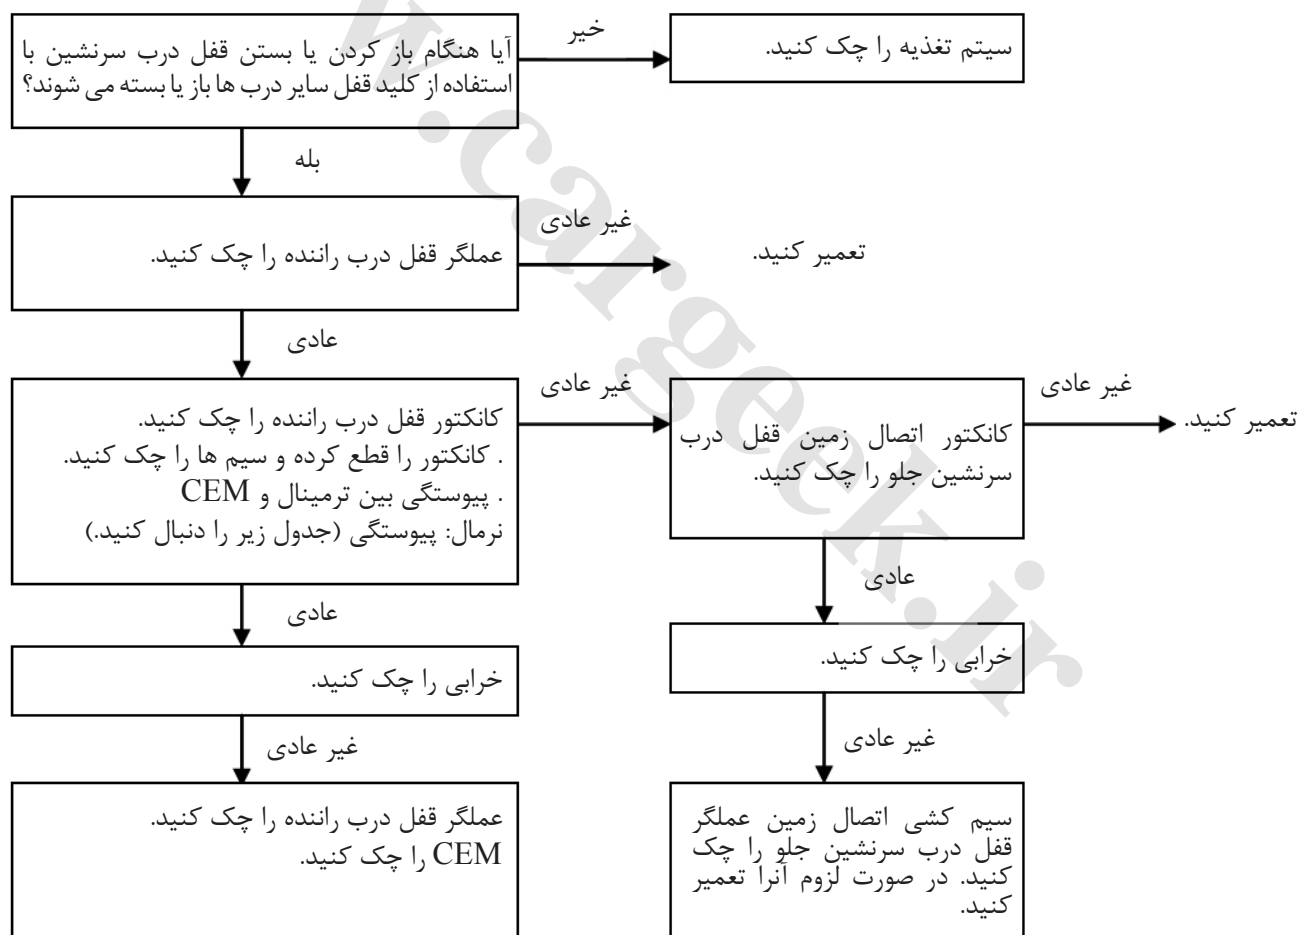 آیا هنگام باز کردن یا بستن قفل درب سرنشین با
استفاده از کلید قفل سایر درب ها باز یا بسته می شوند؟
خیر
سیتم تغذیه را چک کنید.
بله
عملگر قفل درب راننده را چک کنید.
غیر عادی
تعمیر کنید.
عادی
کانکتور قفل درب راننده را چک کنید.
. کانکتور را قطع کرده و سیم ها را چک کنید.
. پیوستگی بین ترمینال و CEM
نرمال: پیوستگی (جدول زیر را دنبال کنید.)
غیر عادی
کانکتور اتصال زمین قفل درب
سرنشین جلو را چک کنید.
غیر عادی
تعمیر کنید.
عادی
خرابی را چک کنید.
غیر عادی
عملگر قفل درب راننده را چک کنید.
CEM را چک کنید.
عادی
خرابی را چک کنید.
غیر عادی
سیم کشی اتصال زمین عملگر
قفل درب سرنشین جلو را چک
کنید. در صورت لزوم آنرا تعمیر
کنید.
w.cargeek.ir